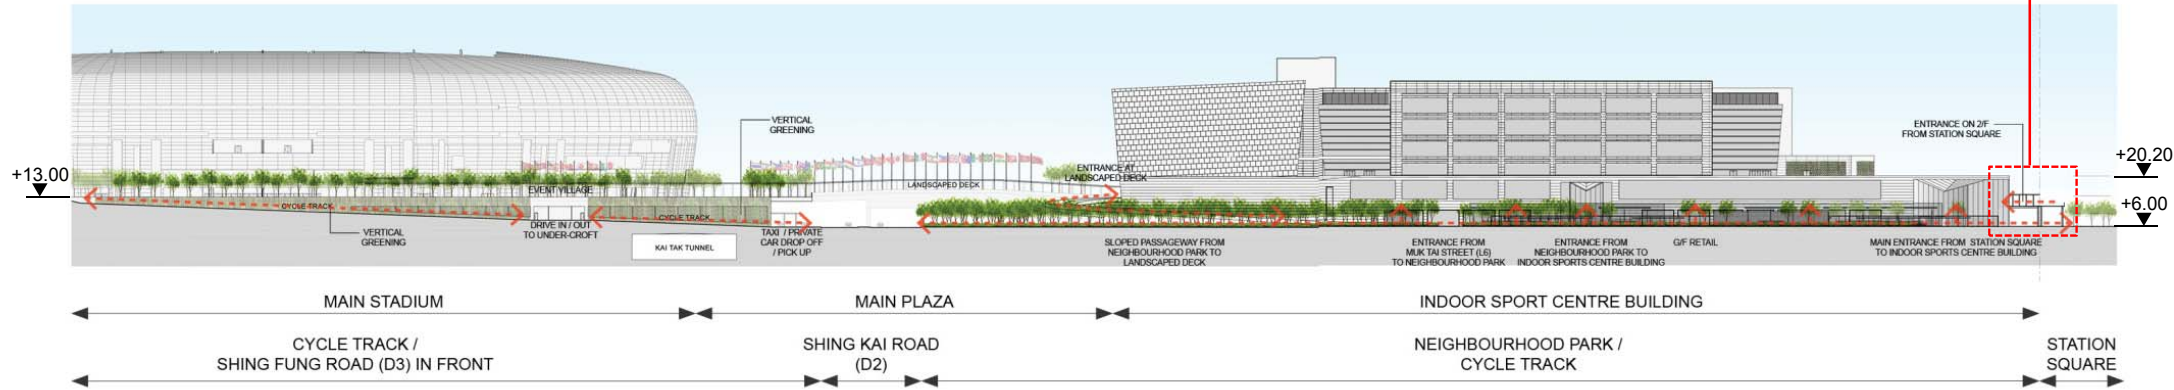 VERTICAL
GREENING
ENTRANCE ON 2/F
FROM STATION SQUARE
+13.00
+20.20
ENTRANCE AT
LANDSCAPED DECK
LANDSCAPED DECK
EVENT VILLAGE
+6.00
CYCLE TRACK
CYCLE TRACK
VERTICAL
GREENING
DRIVE IN / OUT
TO UNDER-CROFT
KAI TAK TUNNEL
TAXI / PRIVATE
CAR DROP OFF
/ PICK UP
SLOPED PASSAGEWAY FROM
NEIGHBOURHOOD PARK TO
LANDSCAPED DECK
ENTRANCE FROM
MUK TAI STREET (L6)
TO NEIGHBOURHOOD PARK
ENTRANCE FROM
NEIGHBOURHOOD PARK TO
INDOOR SPORTS CENTRE BUILDING
G/F RETAIL
MAIN ENTRANCE FROM STATION SQUARE
TO INDOOR SPORTS CENTRE BUILDING
MAIN STADIUM
MAIN PLAZA
INDOOR SPORT CENTRE BUILDING
CYCLE TRACK /
SHING FUNG ROAD (D3) IN FRONT
SHING KAI ROAD
(D2)
NEIGHBOURHOOD PARK /
CYCLE TRACK
STATION
SQUARE